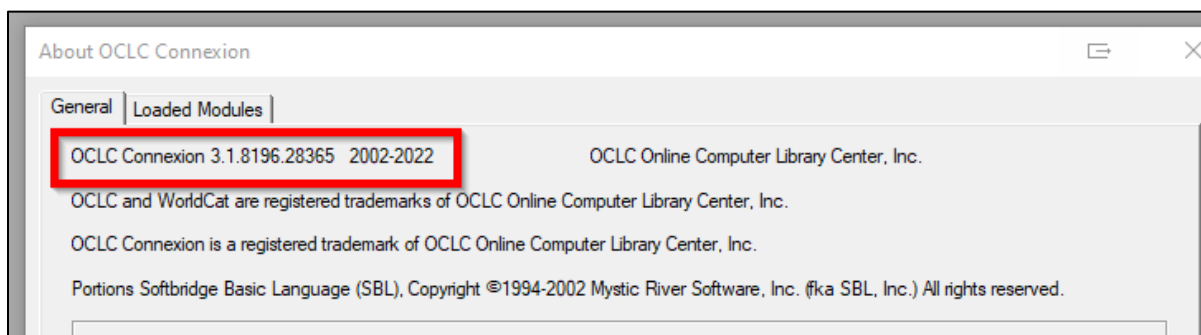 About OCLC Connexion
General Loaded Modules
OCLC Connexion 3.1.8196.28365 2002-2022 OCLC Online Computer Library Center, Inc.
OCLC and WorldCat are registered trademarks of OCLC Online Computer Library Center, Inc.
OCLC Connexion is a registered trademark of OCLC Online Computer Library Center, Inc.
Portions Softbridge Basic Language (SBL), Copyright ©1994-2002 Mystic River Software, Inc. (fka SBL, Inc.) All rights reserved.